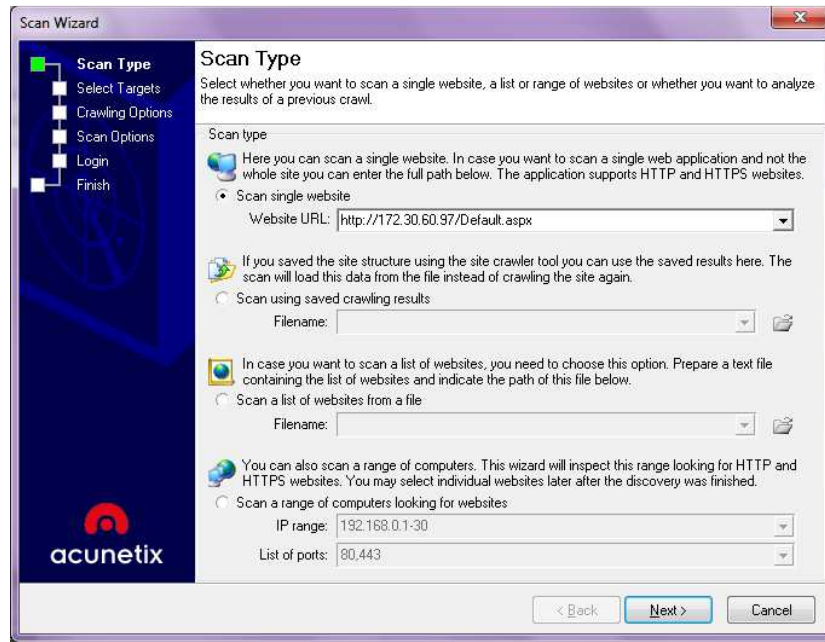 Scan Wizard
Scan Type
Select Targets
Crawling Options
Scan Options
Login
Finish
acunetix
Scan Type
Select whether you want to scan a single website, a list or range of websites or whether you want to analyze
the results of a previous crawl.
Scan type
Here you can scan a single website. In case you want to scan a single web application and not the
whole site you can enter the full path below. The application supports HTTP and HTTPS websites.
Scan single website
Website URL: http://172.30.60.97/Default.aspx
If you saved the site structure using the site crawler tool you can use the saved results here. The
scan will load this data from the file instead of crawling the site again.
Scan using saved crawling results
Filename:
In case you want to scan a list of websites, you need to choose this option. Prepare a text file
containing the list of websites and indicate the path of this file below.
Scan a list of websites from a file
Filename:
You can also scan a range of computers. This wizard will inspect this range looking for HTTP and
HTTPS websites. You may select individual websites later after the discovery was finished.
Scan a range of computers looking for websites
IP range: 192.168.0.1-30
List of ports: 80,443
< Back Next > Cancel